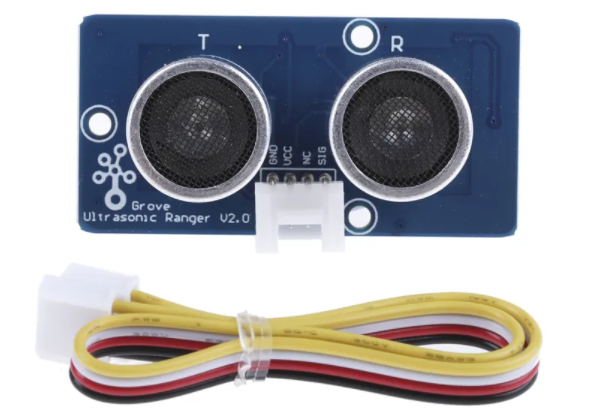 T
R
GND
VCC
NC
SIG
Grove
Ultrasonic Ranger V2.0